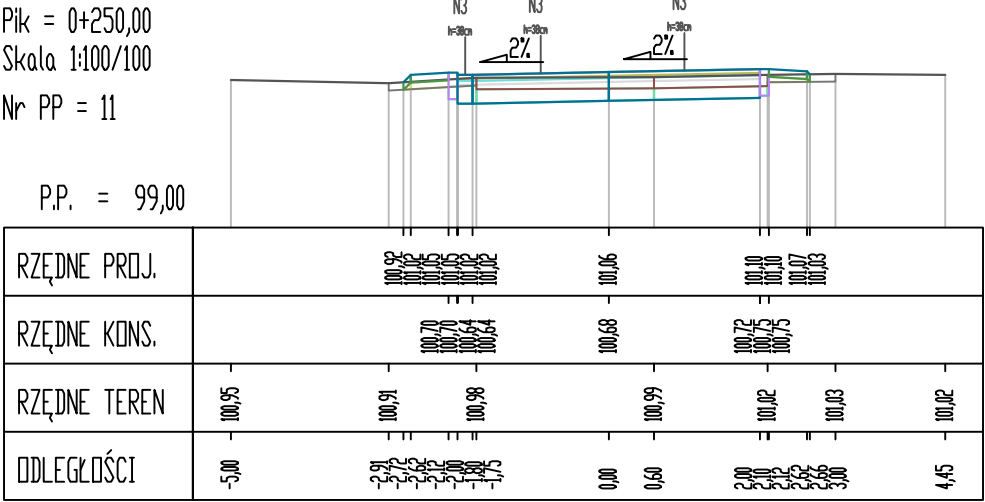 Pik = 0+250,00
Skala 1:100/100
Nr PP = 11
N3
h=38cm
N3
h=38cm
N3
h=38cm
2%
2%
P.P. = 99,00
RZĘDNE PROJ.
100,92 101,02 101,05 101,05 101,02 101,02 101,06 101,10 101,10 101,07 101,03
RZĘDNE KONS.
100,70 100,70 100,64 100,64 100,68 100,72 100,75 100,75
RZĘDNE TEREN
100,95 100,91 100,98 100,99 101,02 101,03 101,02
ODLEGŁOŚCI
-5,00 -2,91 -2,72 -2,62 -2,12 -2,00 -1,80 -1,75 0,00 0,60 2,00 2,10 2,12 2,62 2,66 3,00 4,45